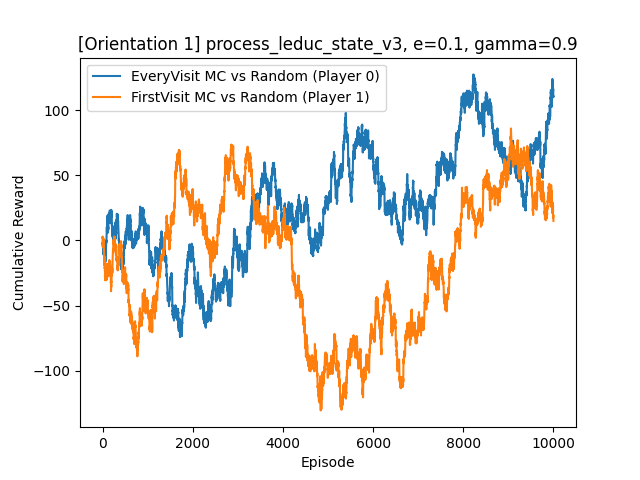 [Orientation 1] process_leduc_state_v3, e=0.1, gamma=0.9
EveryVisit MC vs Random (Player 0)
FirstVisit MC vs Random (Player 1)
100
50
0
−50
−100
Cumulative Reward
0
2000
4000
6000
8000
10000
Episode